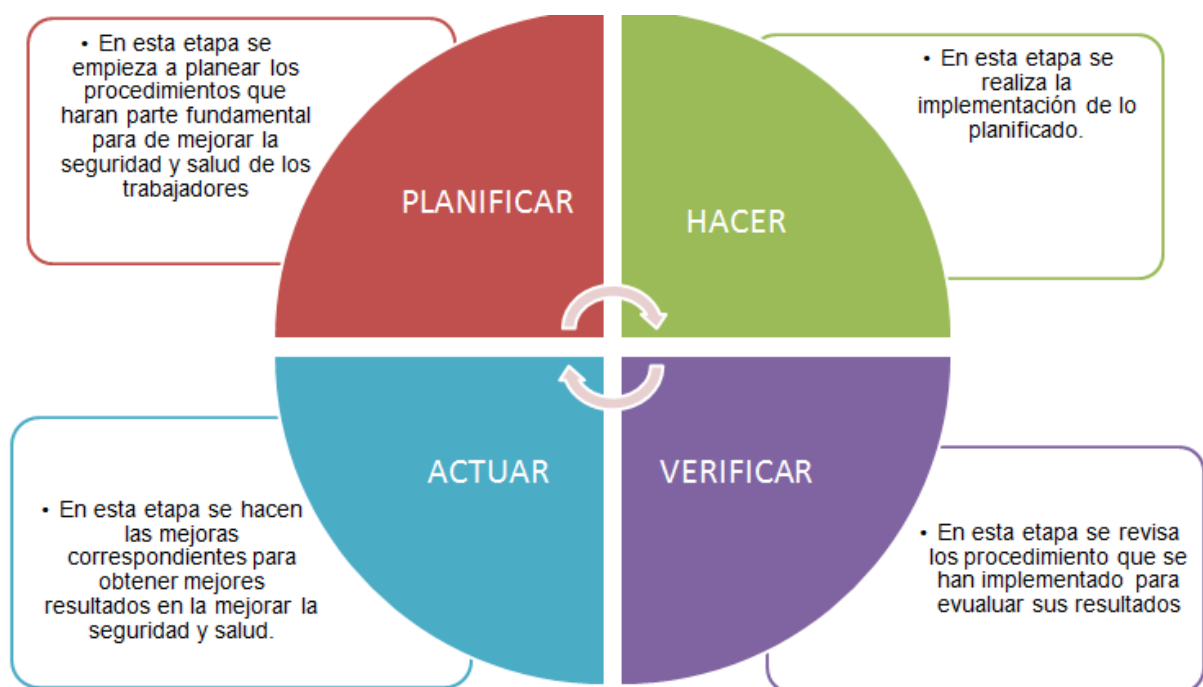 • En esta etapa se
empieza a planear los
procedimientos que
haran parte fundamental
para de mejorar la
seguridad y salud de los
trabajadores
PLANIFICAR
• En esta etapa se
realiza la
implementación de lo
planificado.
HACER
ACTUAR
• En esta etapa se hacen
las mejoras
correspondientes para
obtener mejores
resultados en la mejorar la
seguridad y salud.
VERIFICAR
• En esta etapa se revisa
los procedimiento que se
han implementado para
evualuar sus resultados